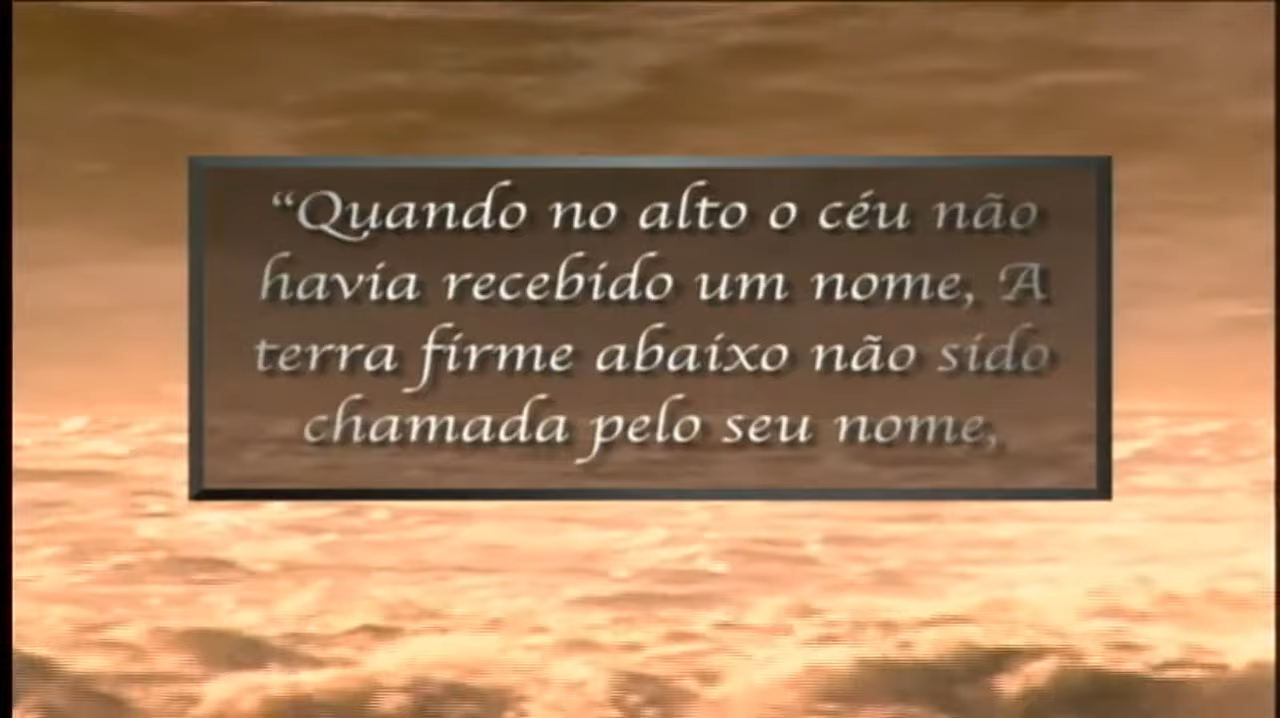 “Quando no alto o céu não
havia recebido um nome, A
terra firme abaixo não sido
chamada pelo seu nome,